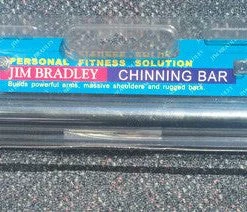 PERSONAL FITNESS SOLUTION
JIM BRADLEY CHINNING BAR
Builds powerful arms, massive shoulders and rugged back.